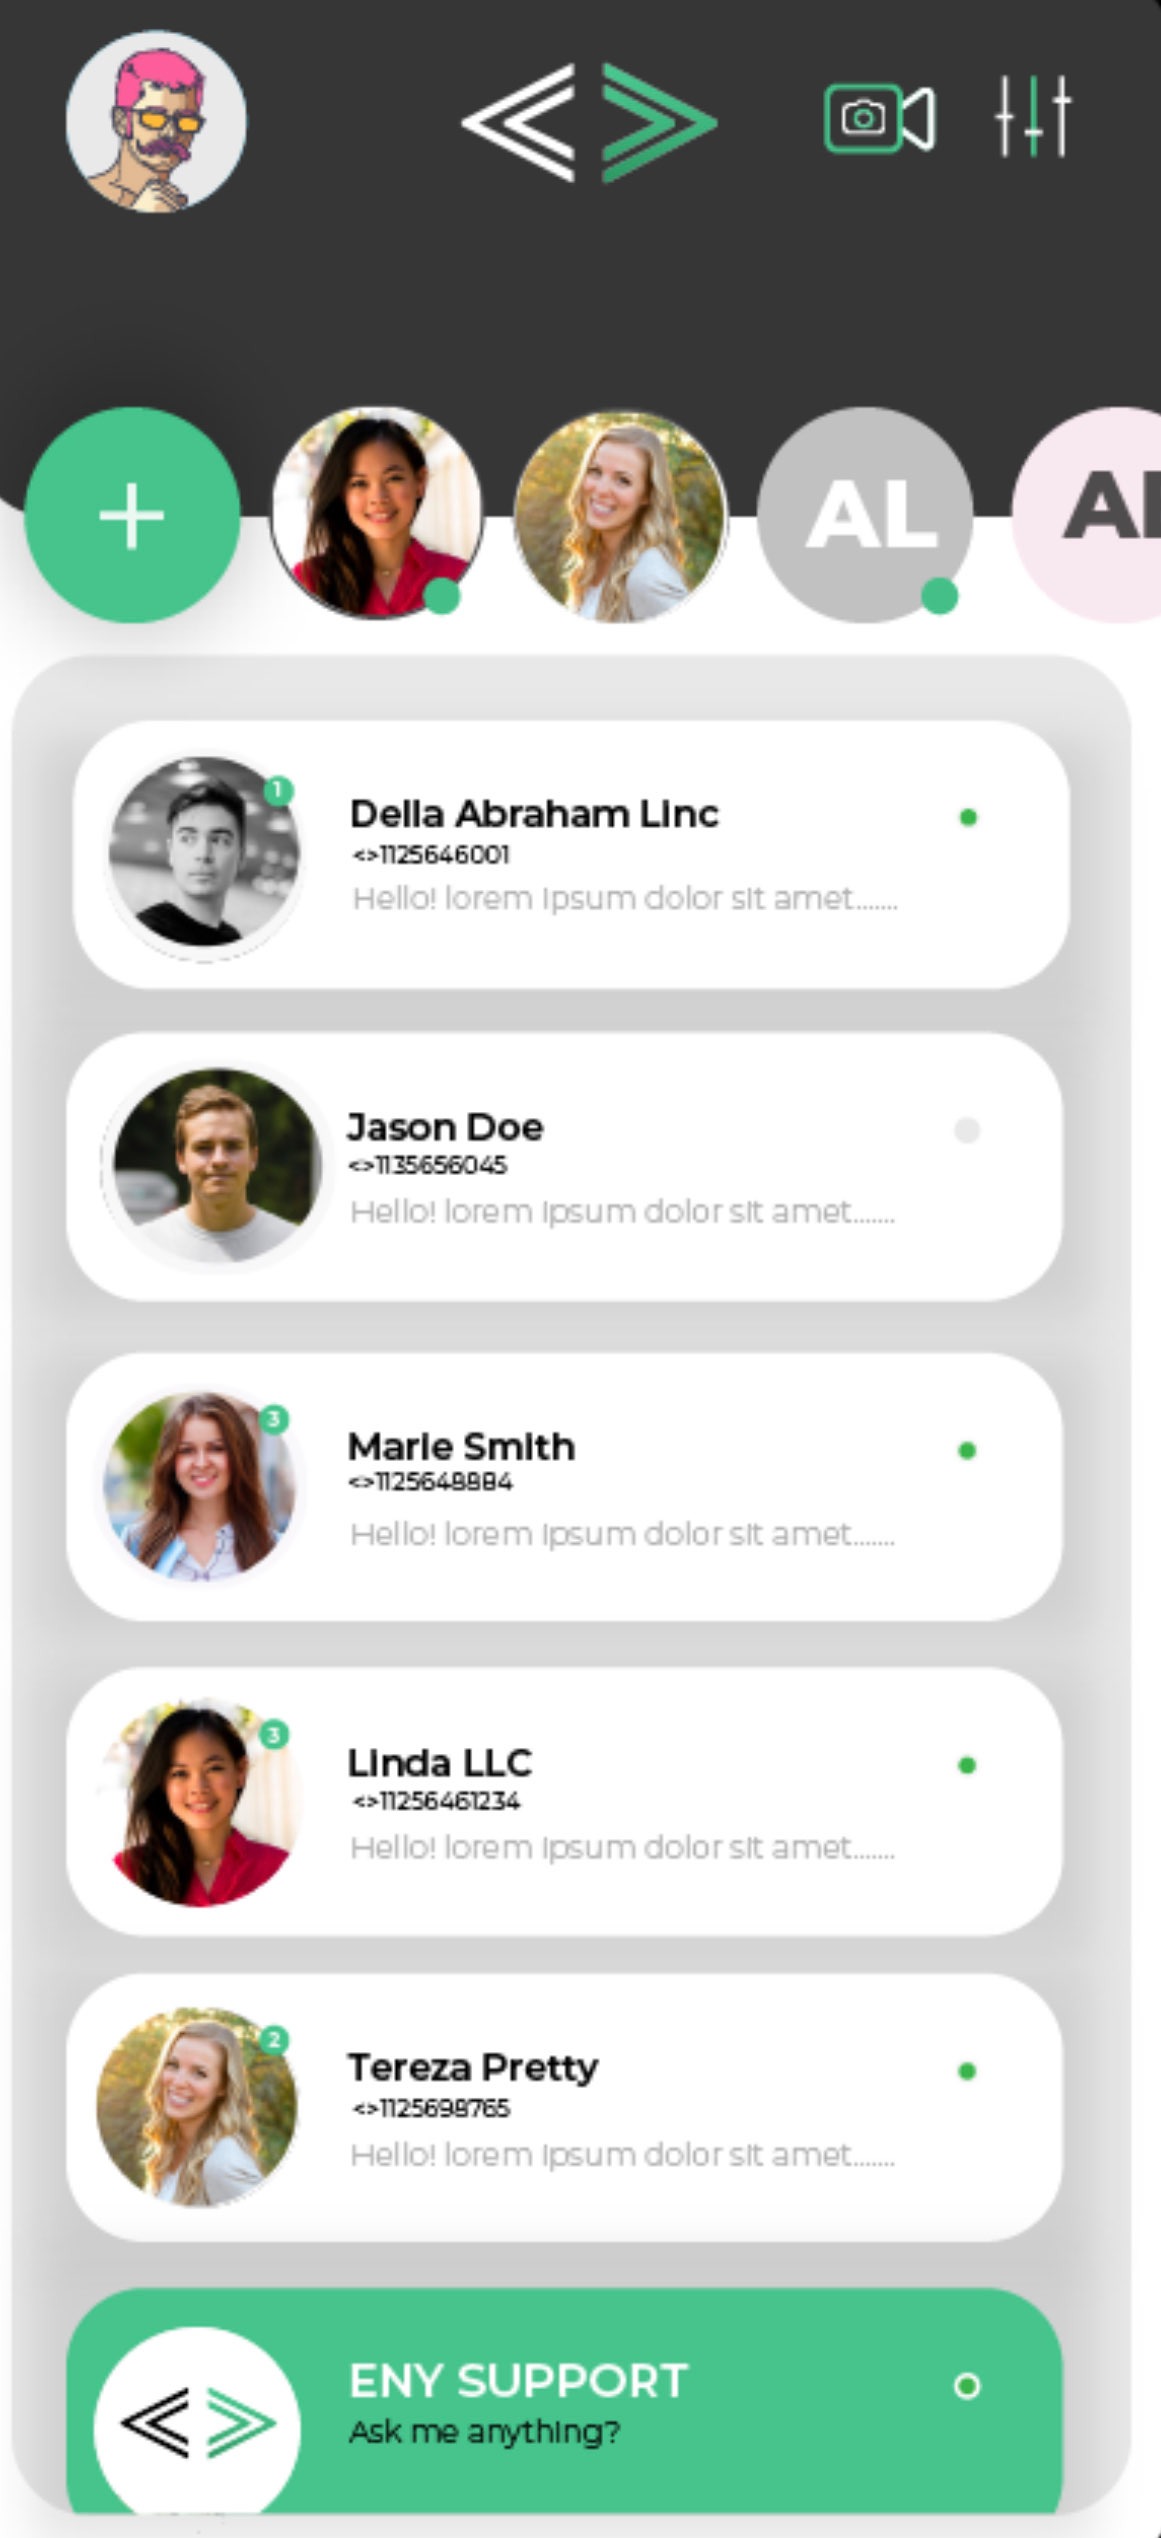 AL
1
Della Abraham Linc
<>1125646001
Hello! lorem Ipsum dolor sit amet.......
Jason Doe
<>1135656045
Hello! lorem Ipsum dolor sit amet.......
3
Marie Smith
<>1125648884
Hello! lorem Ipsum dolor sit amet.......
3
Linda LLC
<>11256461234
Hello! lorem Ipsum dolor sit amet.......
2
Tereza Pretty
<>1125698765
Hello! lorem Ipsum dolor sit amet.......
ENY SUPPORT
Ask me anything?